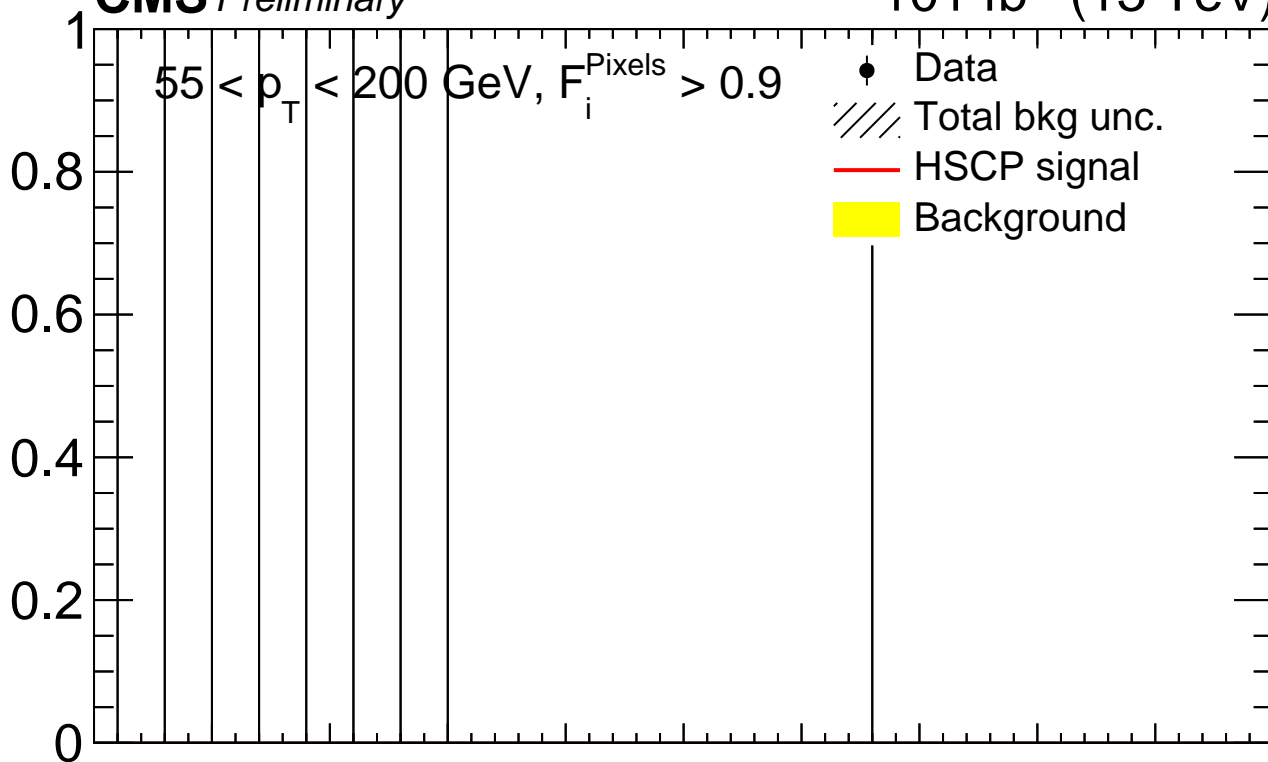 CMS Preliminary
101 fb (13 TeV)
1
55 < p_T < 200 GeV, F_i^Pixels > 0.9
Data
Total bkg unc.
HSCP signal
Background
0.8
0.6
0.4
0.2
0